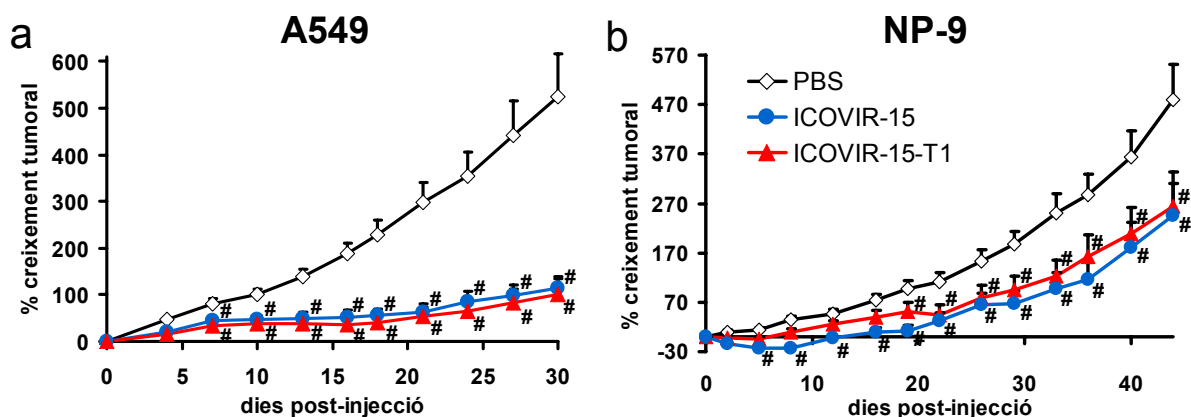 a
A549
% creixement tumoral
600
500
400
300
200
100
0
# # # # # # # # #
# # # # # # # # #
0 5 10 15 20 25 30
dies post-injecció
b
NP-9
% creixement tumoral
570
470
370
270
170
70
-30
PBS
ICOVIR-15
ICOVIR-15-T1
# # # # # # #
# # # # # # # # # # #
0 10 20 30 40
dies post-injecció